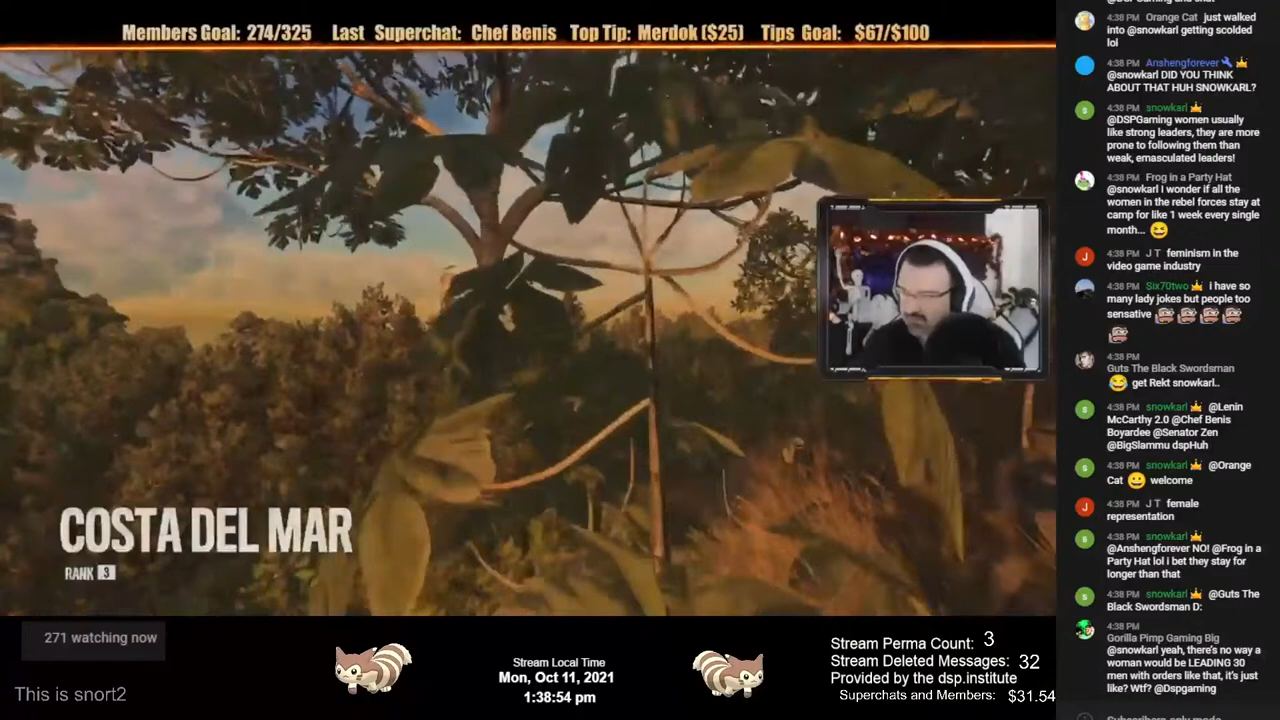 Members Goal: 274/325 Last Superchat: Chef Benis Top Tip: Merdok ($25) Tips Goal: $67/$100
COSTA DEL MAR
RANK 3
271 watching now
This is snort2
Stream Local Time
Mon, Oct 11, 2021
1:38:54 pm
Stream Perma Count: 3
Stream Deleted Messages: 32
Provided by the dsp.institute
Superchats and Members: $31.54
4:38 PM Orange Cat just walked
into @snowkarl getting scolded
lol
4:38 PM Anshengforever
@snowkarl DID YOU THINK
ABOUT THAT HUH SNOWKARL?
4:38 PM snowkarl
@DSPGaming women usually
like strong leaders, they are more
prone to following them than
weak, emasculated leaders!
4:38 PM Frog in a Party Hat
@snowkarl I wonder if all the
women in the rebel forces stay at
camp for like 1 week every single
month...
4:38 PM J T feminism in the
video game industry
4:38 PM Six70two i have so
many lady jokes but people too
sensative
4:38 PM
Guts The Black Swordsman
get Rekt snowkarl..
4:38 PM snowkarl @Lenin
McCarthy 2.0 @Chef Benis
Boyardee @Senator Zen
@BigSlammu dspHuh
4:38 PM snowkarl @Orange
Cat welcome
4:38 PM J T female
representation
4:38 PM snowkarl
@Anshengforever NO! @Frog in a
Party Hat lol i bet they stay for
longer than that
4:38 PM snowkarl @Guts The
Black Swordsman D:
4:38 PM
Gorilla Pimp Gaming Big
@snowkarl yeah, there's no way a
woman would be LEADING 30
men with orders like that, it's just
like? Wtf? @Dspgaming